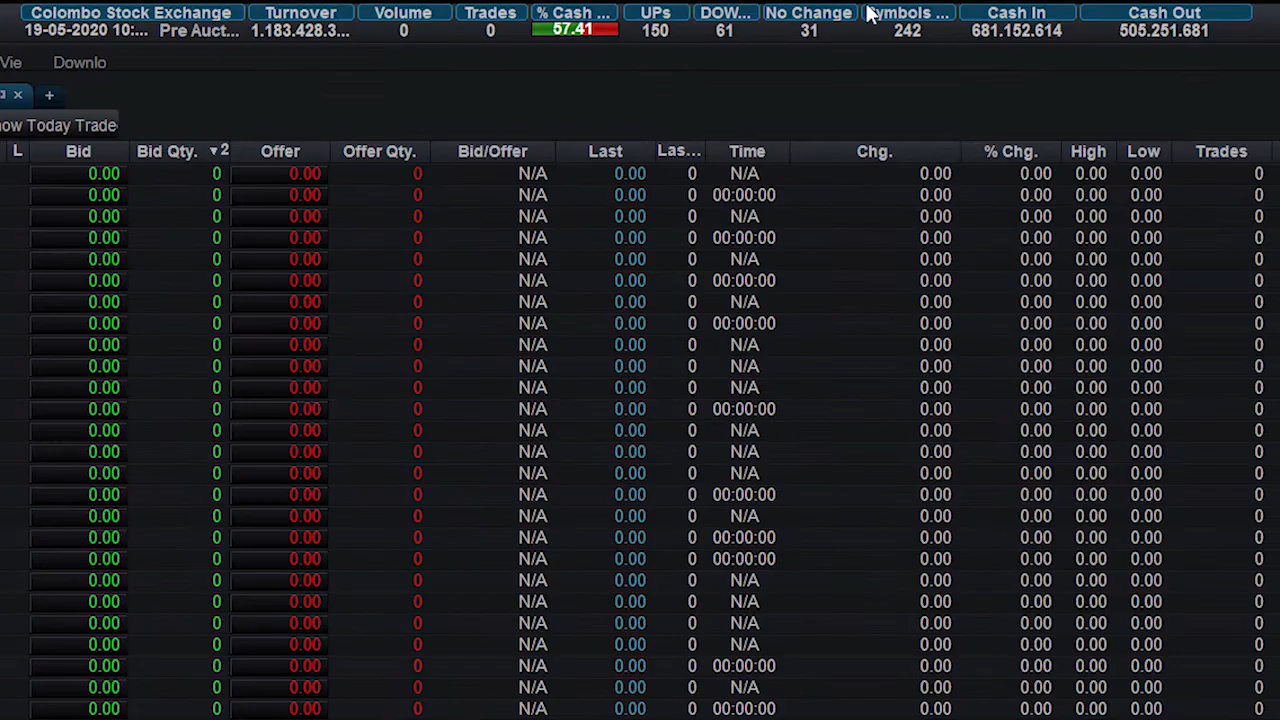 Colombo Stock Exchange Turnover Volume Trades % Cash ... UPs DOW... No Change ymbols ... Cash In Cash Out
19-05-2020 10:... Pre Auct... 1.183.428.3... 0 0 57.41 150 61 31 242 681.152.614 505.251.681
Vie Downlo
× +
ow Today Trade
L Bid Bid Qty. ▼2 Offer Offer Qty. Bid/Offer Last Las... Time Chg. % Chg. High Low Trades
0.00 0 0.00 0 N/A 0.00 0 N/A 0.00 0.00 0.00 0.00 0
0.00 0 0.00 0 N/A 0.00 0 00:00:00 0.00 0.00 0.00 0.00 0
0.00 0 0.00 0 N/A 0.00 0 N/A 0.00 0.00 0.00 0.00 0
0.00 0 0.00 0 N/A 0.00 0 00:00:00 0.00 0.00 0.00 0.00 0
0.00 0 0.00 0 N/A 0.00 0 N/A 0.00 0.00 0.00 0.00 0
0.00 0 0.00 0 N/A 0.00 0 00:00:00 0.00 0.00 0.00 0.00 0
0.00 0 0.00 0 N/A 0.00 0 N/A 0.00 0.00 0.00 0.00 0
0.00 0 0.00 0 N/A 0.00 0 00:00:00 0.00 0.00 0.00 0.00 0
0.00 0 0.00 0 N/A 0.00 0 N/A 0.00 0.00 0.00 0.00 0
0.00 0 0.00 0 N/A 0.00 0 N/A 0.00 0.00 0.00 0.00 0
0.00 0 0.00 0 N/A 0.00 0 N/A 0.00 0.00 0.00 0.00 0
0.00 0 0.00 0 N/A 0.00 0 00:00:00 0.00 0.00 0.00 0.00 0
0.00 0 0.00 0 N/A 0.00 0 N/A 0.00 0.00 0.00 0.00 0
0.00 0 0.00 0 N/A 0.00 0 N/A 0.00 0.00 0.00 0.00 0
0.00 0 0.00 0 N/A 0.00 0 N/A 0.00 0.00 0.00 0.00 0
0.00 0 0.00 0 N/A 0.00 0 00:00:00 0.00 0.00 0.00 0.00 0
0.00 0 0.00 0 N/A 0.00 0 N/A 0.00 0.00 0.00 0.00 0
0.00 0 0.00 0 N/A 0.00 0 00:00:00 0.00 0.00 0.00 0.00 0
0.00 0 0.00 0 N/A 0.00 0 00:00:00 0.00 0.00 0.00 0.00 0
0.00 0 0.00 0 N/A 0.00 0 N/A 0.00 0.00 0.00 0.00 0
0.00 0 0.00 0 N/A 0.00 0 N/A 0.00 0.00 0.00 0.00 0
0.00 0 0.00 0 N/A 0.00 0 N/A 0.00 0.00 0.00 0.00 0
0.00 0 0.00 0 N/A 0.00 0 N/A 0.00 0.00 0.00 0.00 0
0.00 0 0.00 0 N/A 0.00 0 00:00:00 0.00 0.00 0.00 0.00 0
0.00 0 0.00 0 N/A 0.00 0 N/A 0.00 0.00 0.00 0.00 0
0.00 0 0.00 0 N/A 0.00 0 00:00:00 0.00 0.00 0.00 0.00 0